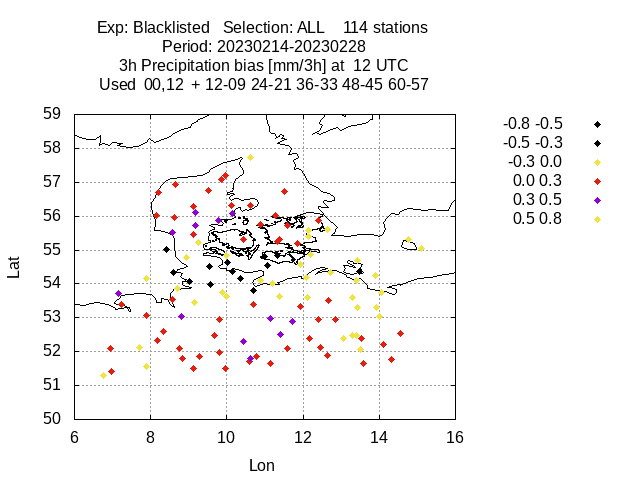 Exp: Blacklisted   Selection: ALL    114 stations
Period: 20230214-20230228
3h Precipitation bias [mm/3h] at  12 UTC
Used  00,12  + 12-09 24-21 36-33 48-45 60-57
59
58
57
56
55
54
53
52
51
50
6 8 10 12 14 16
Lat
Lon
-0.8 -0.5
-0.5 -0.3
-0.3 0.0
0.0 0.3
0.3 0.5
0.5 0.8